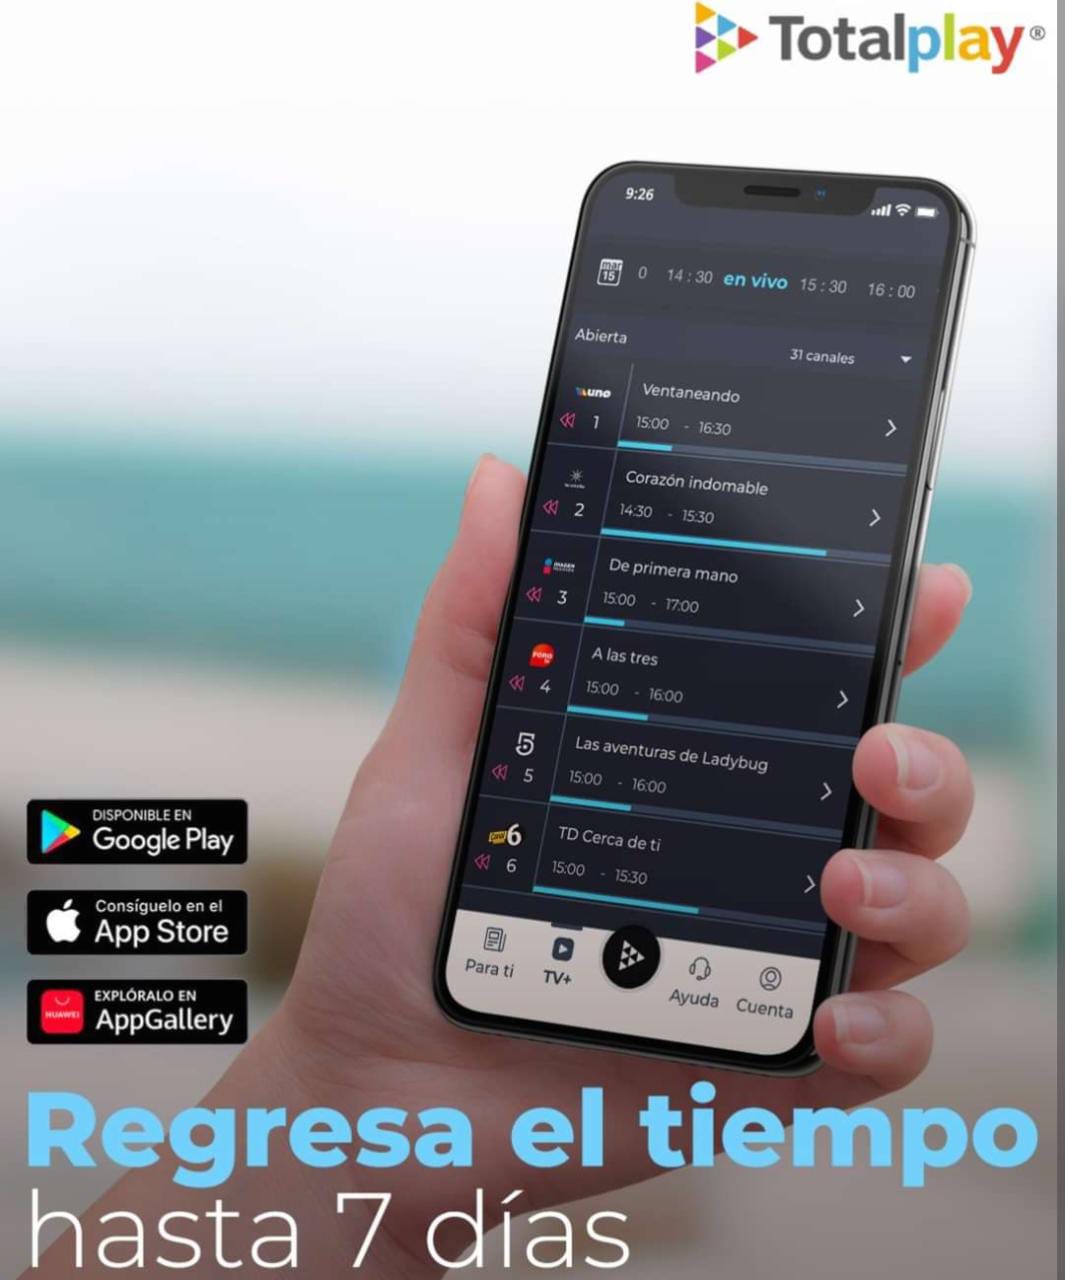 Totalplay®
9:26
mar
15
0 14:30 en vivo 15:30 16:00
Abierta
31 canales
uno
Ventaneando
1
15:00 - 16:30
Corazón indomable
2
14:30 - 15:30
IMAGEN
De primera mano
3
15:00 - 17:00
FORO
A las tres
4
15:00 - 16:00
5
Las aventuras de Ladybug
5
15:00 - 16:00
6
TD Cerca de ti
6
15:00 - 15:30
Para ti
TV+
Ayuda
Cuenta
DISPONIBLE EN
Google Play
Consíguelo en el
App Store
HUAWEI
EXPLÓRALO EN
AppGallery
Regresa el tiempo
hasta 7 días